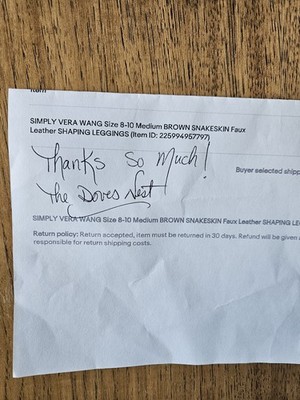 Item
SIMPLY VERA WANG Size 8-10 Medium BROWN SNAKESKIN Faux
Leather SHAPING LEGGINGS (Item ID: 225994957797)
Thanks So Much!
Buyer selected shipp
The Doves Nest
SIMPLY VERA WANG Size 8-10 Medium BROWN SNAKESKIN Faux Leather SHAPING LEG
Return policy: Return accepted, item must be returned in 30 days. Refund will be given a
responsible for return shipping costs.